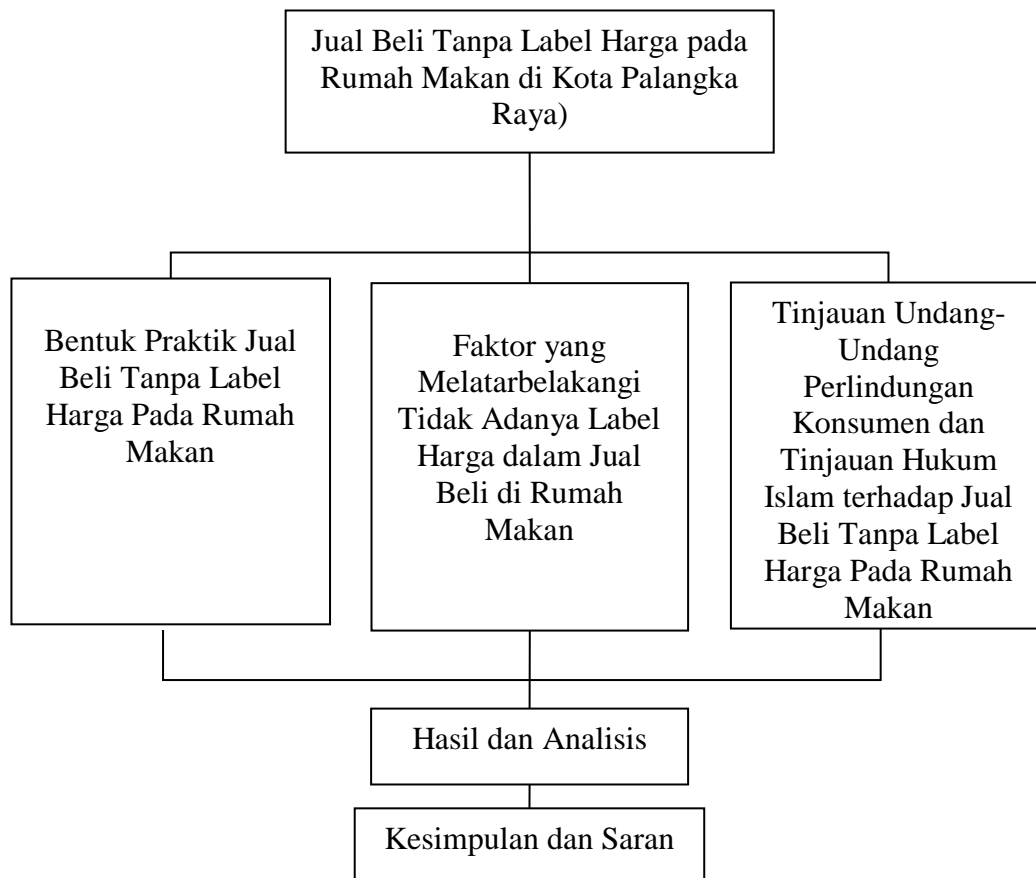 Jual Beli Tanpa Label Harga pada
Rumah Makan di Kota Palangka
Raya)
Bentuk Praktik Jual
Beli Tanpa Label
Harga Pada Rumah
Makan
Faktor yang
Melatarbelakangi
Tidak Adanya Label
Harga dalam Jual
Beli di Rumah
Makan
Tinjauan Undang-
Undang
Perlindungan
Konsumen dan
Tinjauan Hukum
Islam terhadap Jual
Beli Tanpa Label
Harga Pada Rumah
Makan
Hasil dan Analisis
Kesimpulan dan Saran